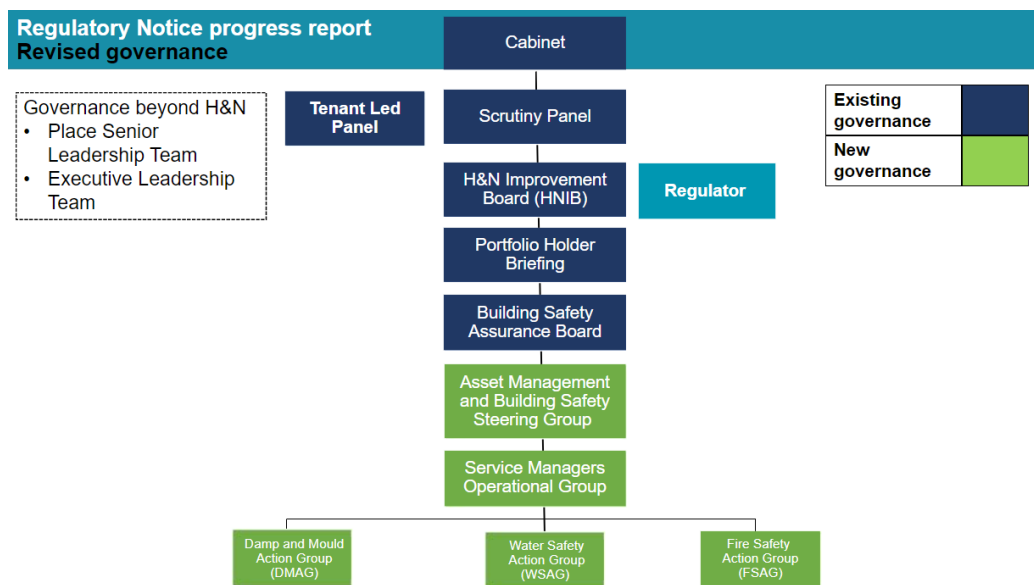 Regulatory Notice progress report
Revised governance
Cabinet
Governance beyond H&N
• Place Senior
Leadership Team
• Executive Leadership
Team
Tenant Led
Panel
Scrutiny Panel
Existing
governance
New
governance
H&N Improvement
Board (HNIB)
Regulator
Portfolio Holder
Briefing
Building Safety
Assurance Board
Asset Management
and Building Safety
Steering Group
Service Managers
Operational Group
Damp and Mould
Action Group
(DMAG)
Water Safety
Action Group
(WSAG)
Fire Safety
Action Group
(FSAG)